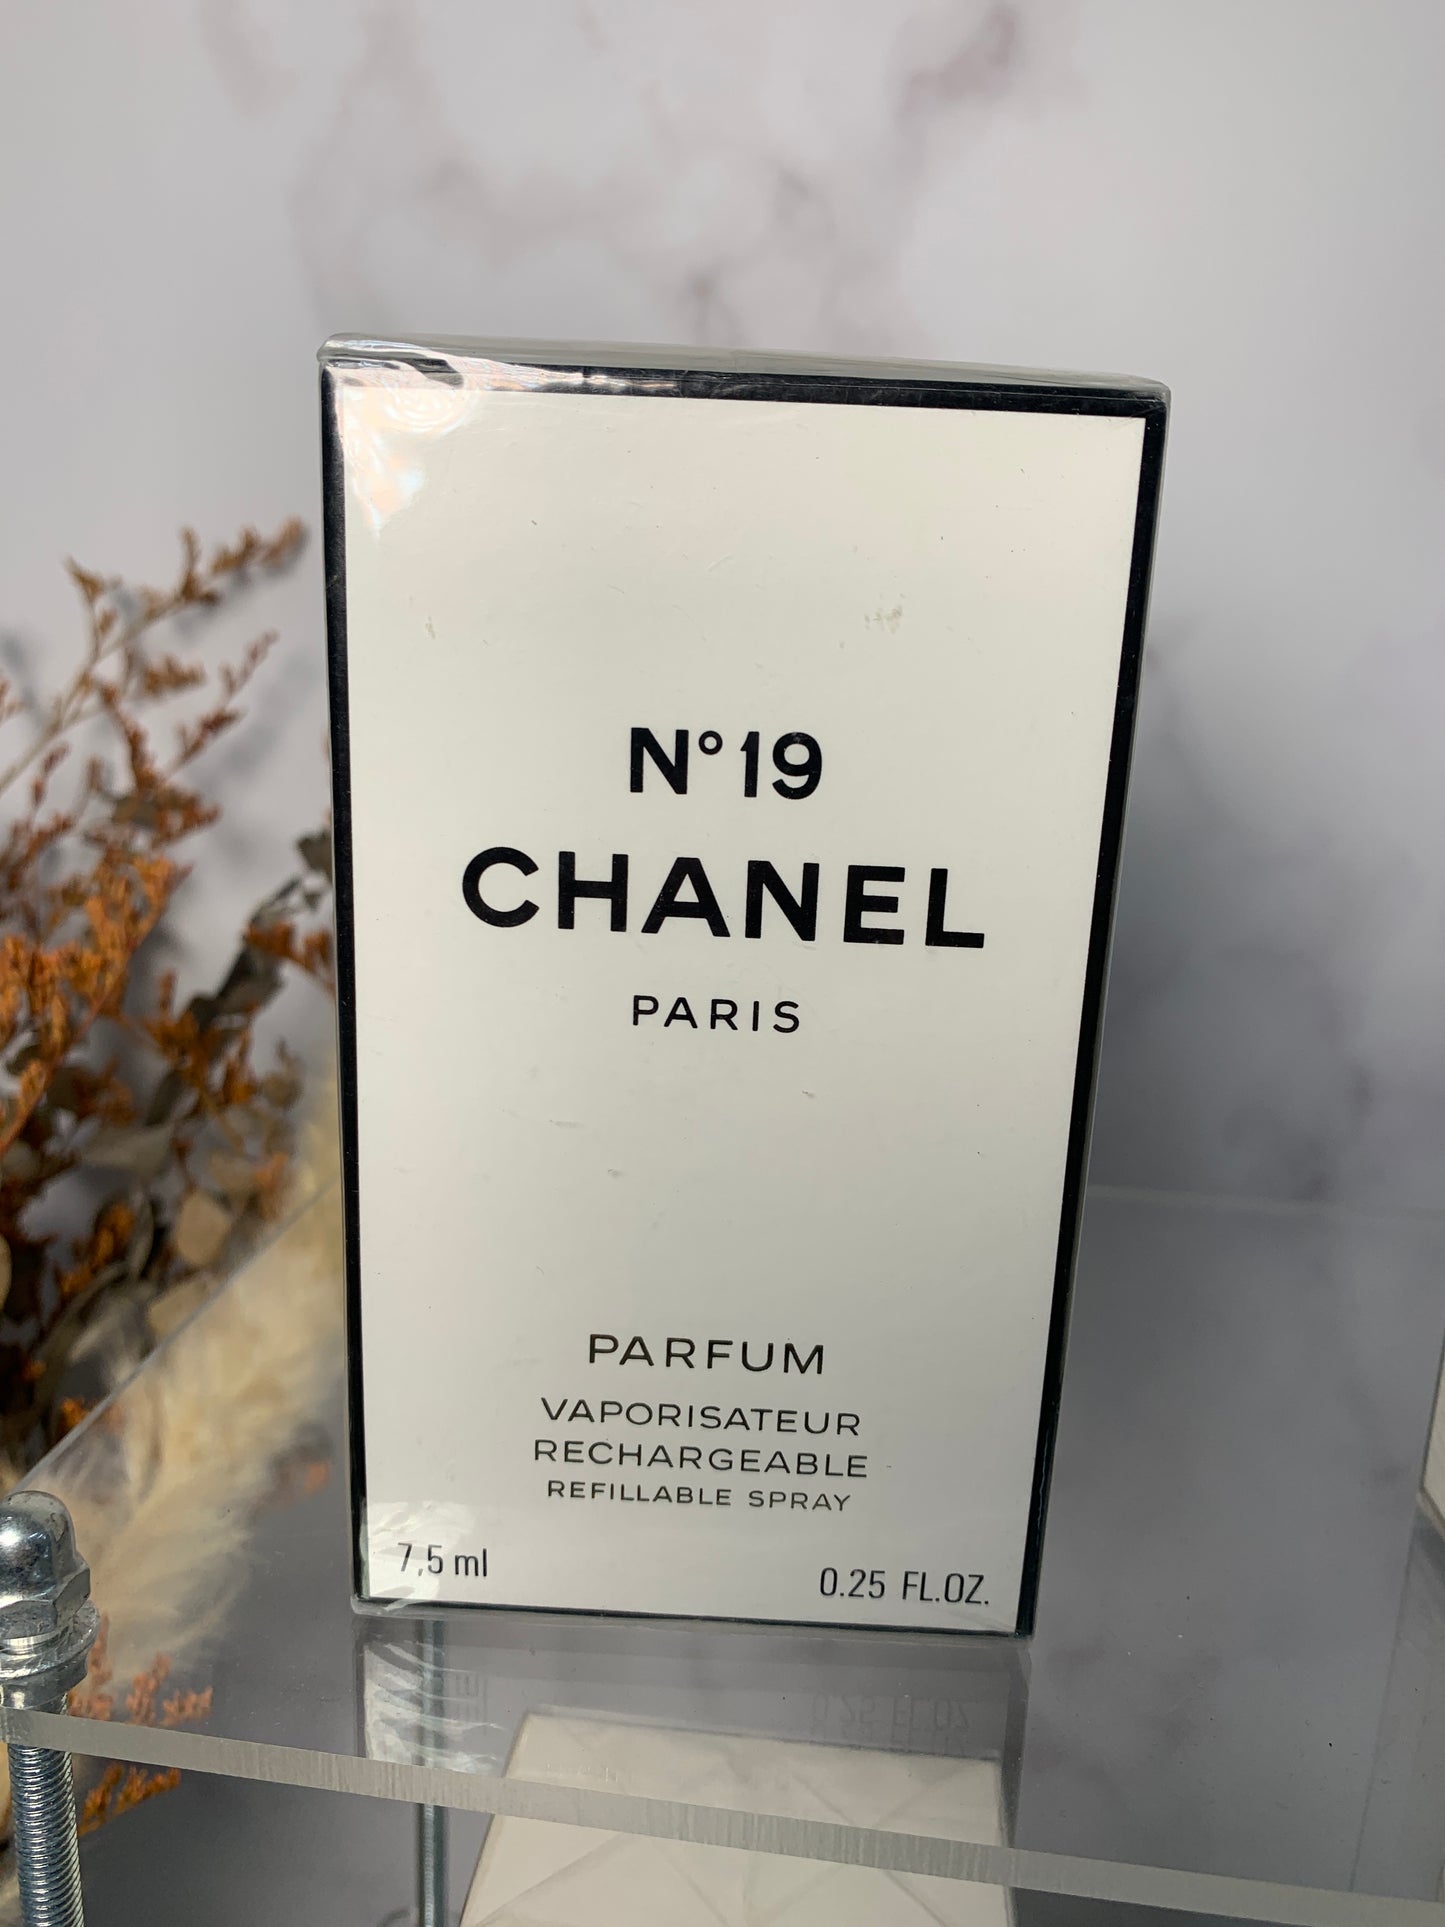 N° 19
CHANEL
PARIS
PARFUM
VAPORISATEUR
RECHARGEABLE
REFILLABLE SPRAY
7,5 ml
0.25 FL.OZ.